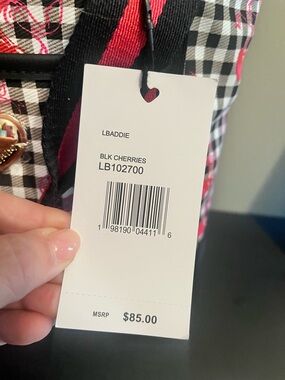 LBADDIE
BLK CHERRIES
LB102700
1 98190 04411 6
MSRP $85.00